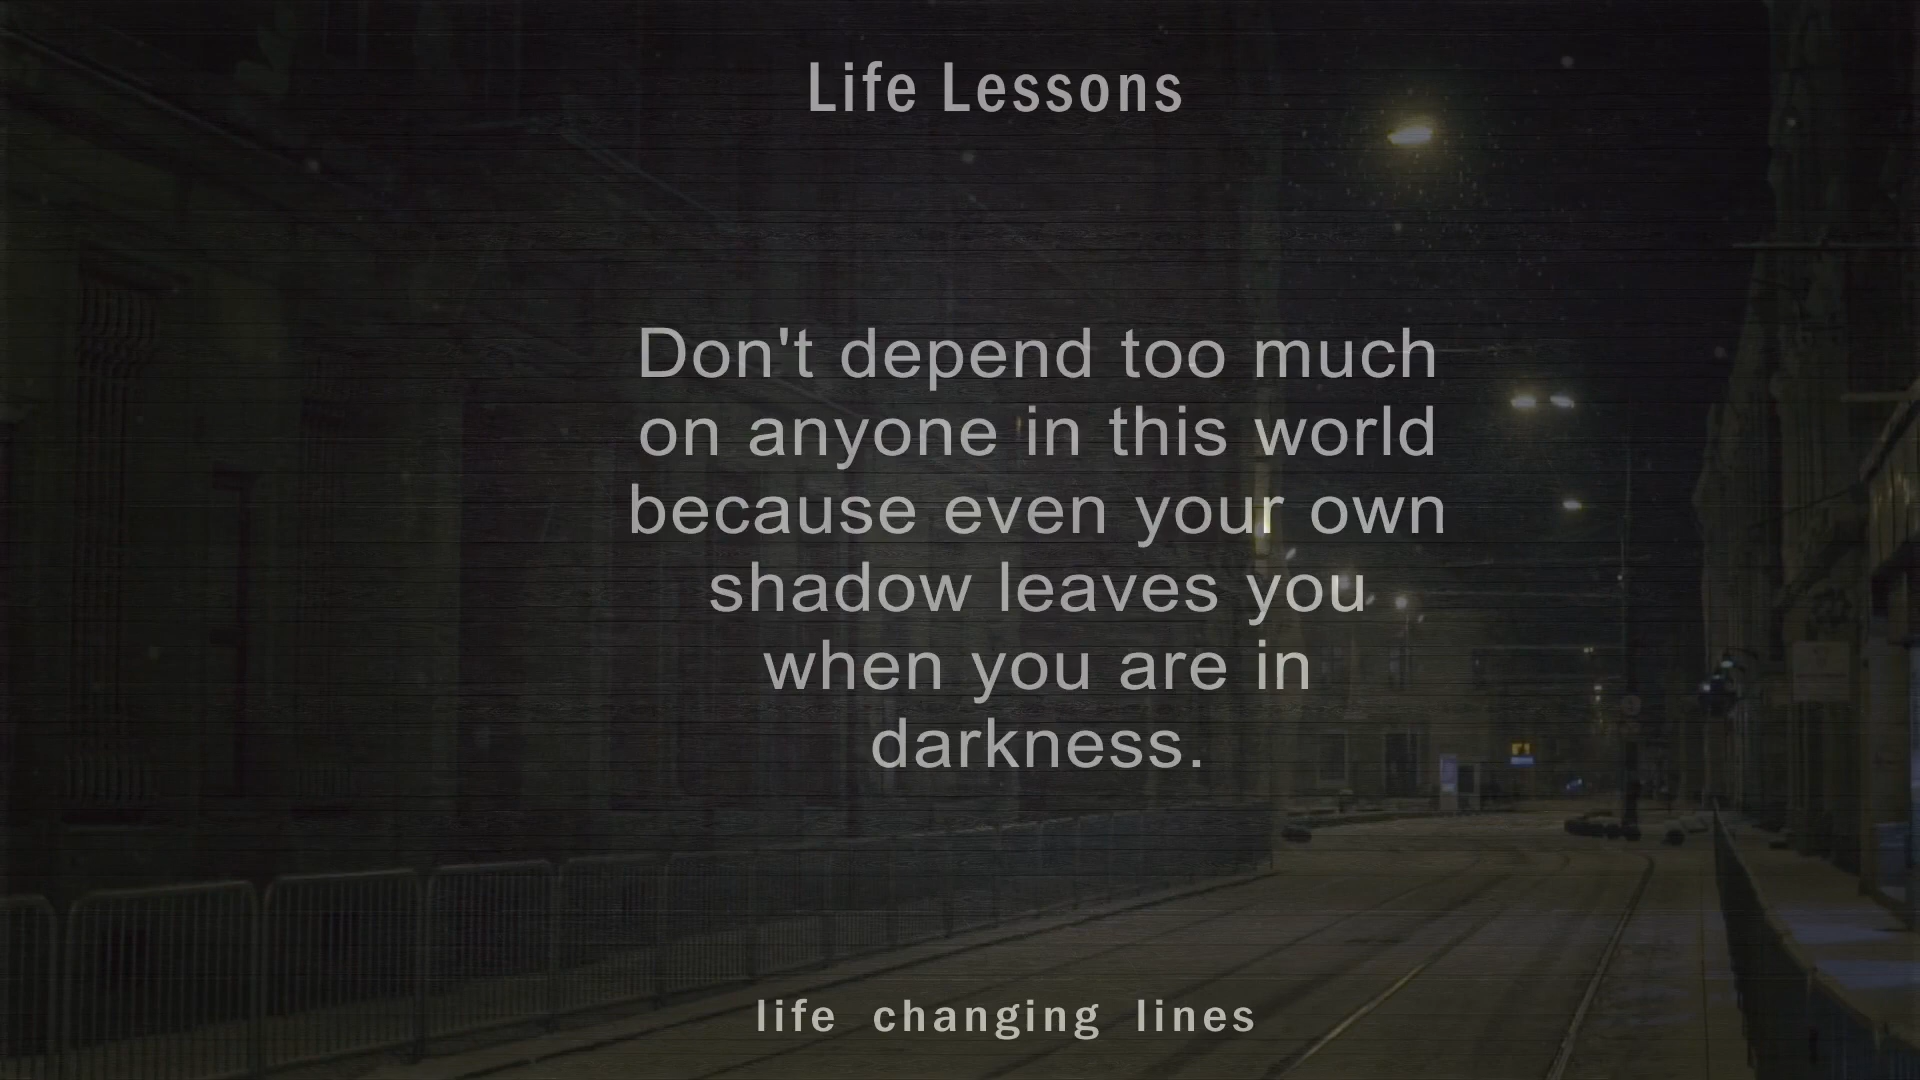 Life Lessons
Don't depend too much
on anyone in this world
because even your own
shadow leaves you
when you are in
darkness.
life changing lines